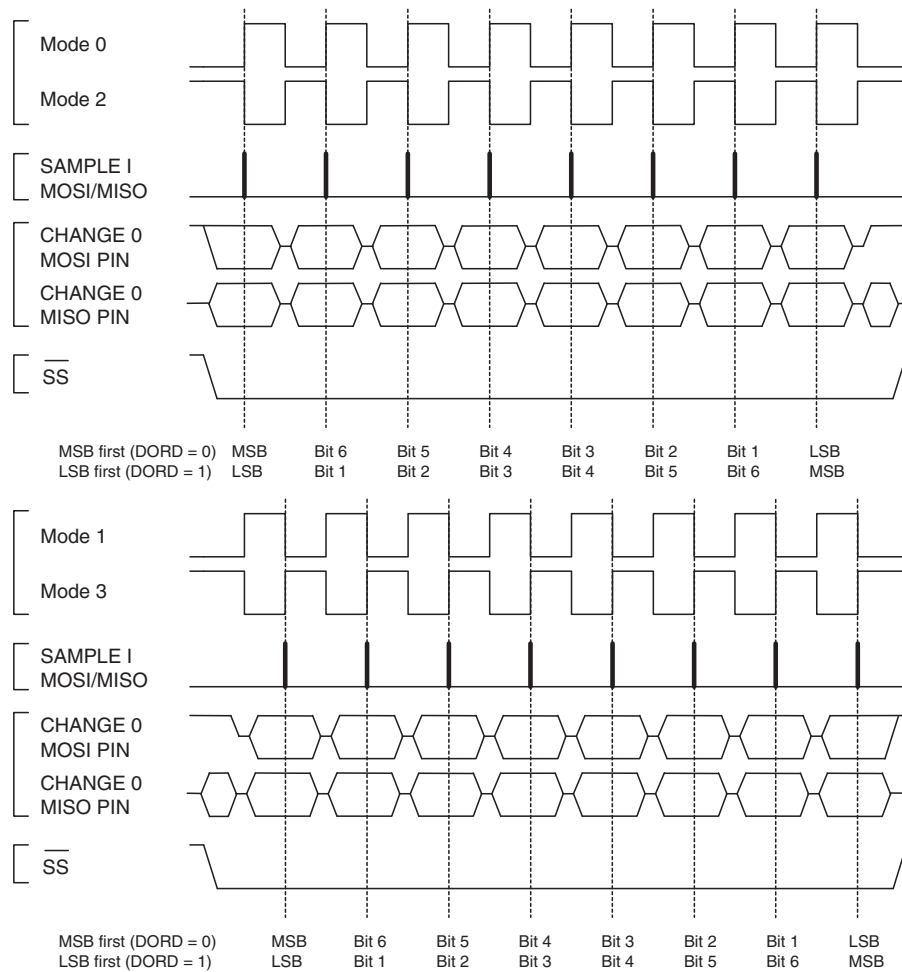 Mode 0
Mode 2
SAMPLE I
MOSI/MISO
CHANGE 0
MOSI PIN
CHANGE 0
MISO PIN
SS
MSB first (DORD = 0) MSB Bit 6 Bit 5 Bit 4 Bit 3 Bit 2 Bit 1 LSB
LSB first (DORD = 1) LSB Bit 1 Bit 2 Bit 3 Bit 4 Bit 5 Bit 6 MSB
Mode 1
Mode 3
SAMPLE I
MOSI/MISO
CHANGE 0
MOSI PIN
CHANGE 0
MISO PIN
SS
MSB first (DORD = 0) MSB Bit 6 Bit 5 Bit 4 Bit 3 Bit 2 Bit 1 LSB
LSB first (DORD = 1) LSB Bit 1 Bit 2 Bit 3 Bit 4 Bit 5 Bit 6 MSB